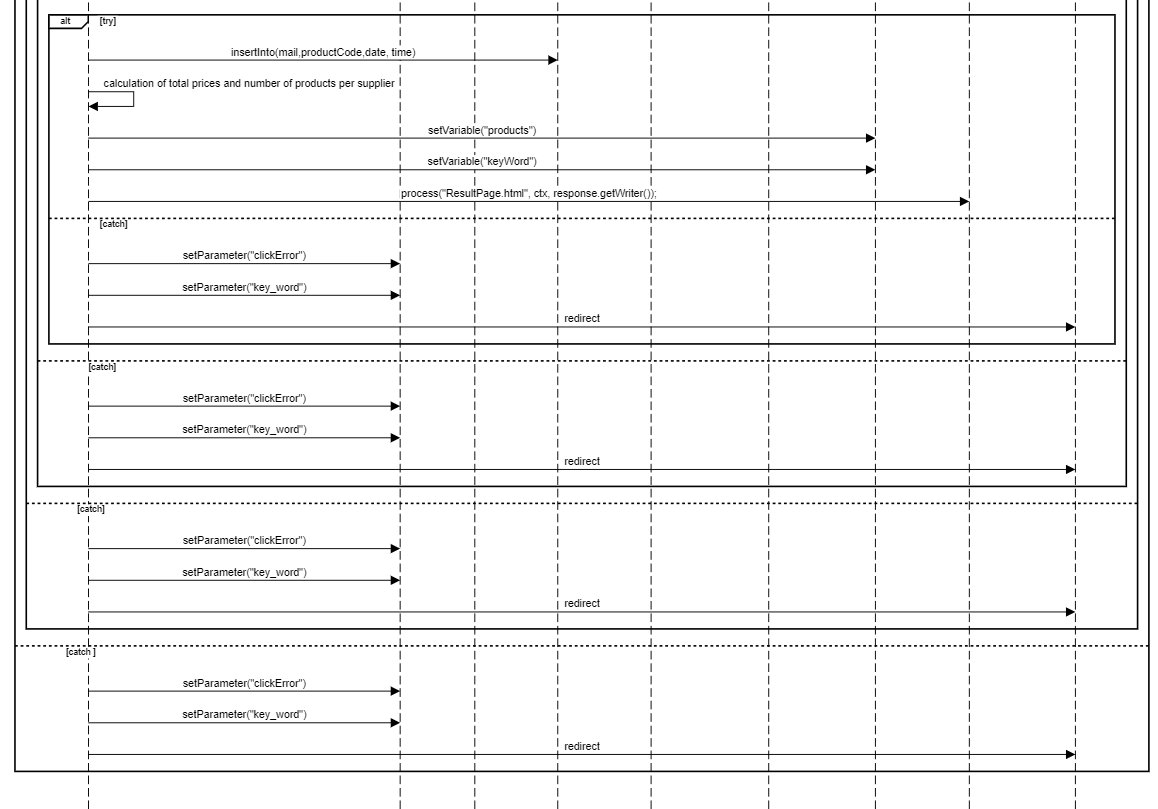 alt [try]
insertInto(mail,productCode,date, time)
calculation of total prices and number of products per supplier
setVariable("products")
setVariable("keyWord")
process("ResultPage.html", ctx, response.getWriter());
[catch]
setParameter("clickError")
setParameter("key_word")
redirect
[catch]
setParameter("clickError")
setParameter("key_word")
redirect
[catch]
setParameter("clickError")
setParameter("key_word")
redirect
[catch ]
setParameter("clickError")
setParameter("key_word")
redirect